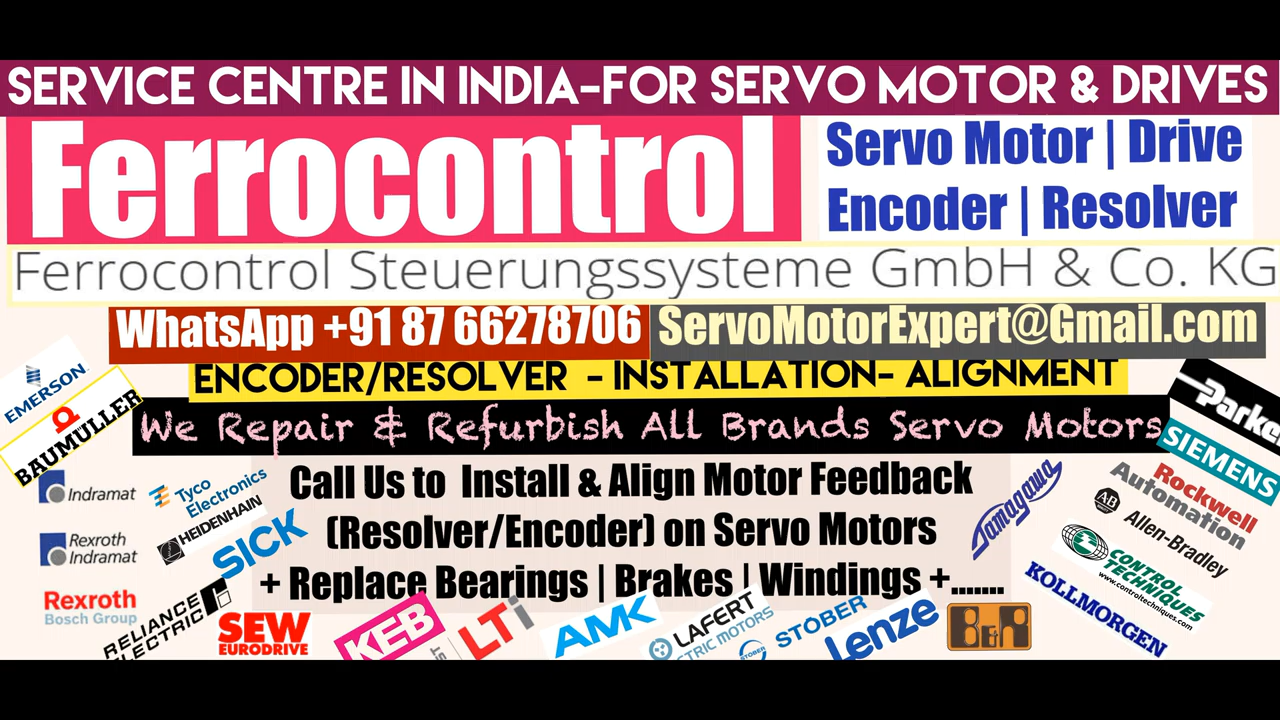 SERVICE CENTRE IN INDIA-FOR SERVO MOTOR & DRIVES
Ferrocontrol
Servo Motor | Drive
Encoder | Resolver
Ferrocontrol Steuerungssysteme GmbH & Co. KG
WhatsApp +91 87 66278706
ServoMotorExpert@Gmail.com
ENCODER/RESOLVER - INSTALLATION- ALIGNMENT
We Repair & Refurbish All Brands Servo Motors
Call Us to Install & Align Motor Feedback
(Resolver/Encoder) on Servo Motors
+ Replace Bearings | Brakes | Windings +.......
EMERSON
BAUMÜLLER
Indramat
Tyco
Electronics
HEIDENHAIN
SICK
Rexroth
Indramat
Rexroth
Bosch Group
RELIANCE
ELECTRIC
SEW
EURODRIVE
KEB
LTi
AMK
LAFERT
ELECTRIC MOTORS
STOBER
STÖBER
Lenze
B&R
Tamagawa
Parker
SIEMENS
Rockwell
Automation
A-B
Allen-Bradley
CONTROL
TECHNIQUES
www.controltechniques.com
KOLLMORGEN